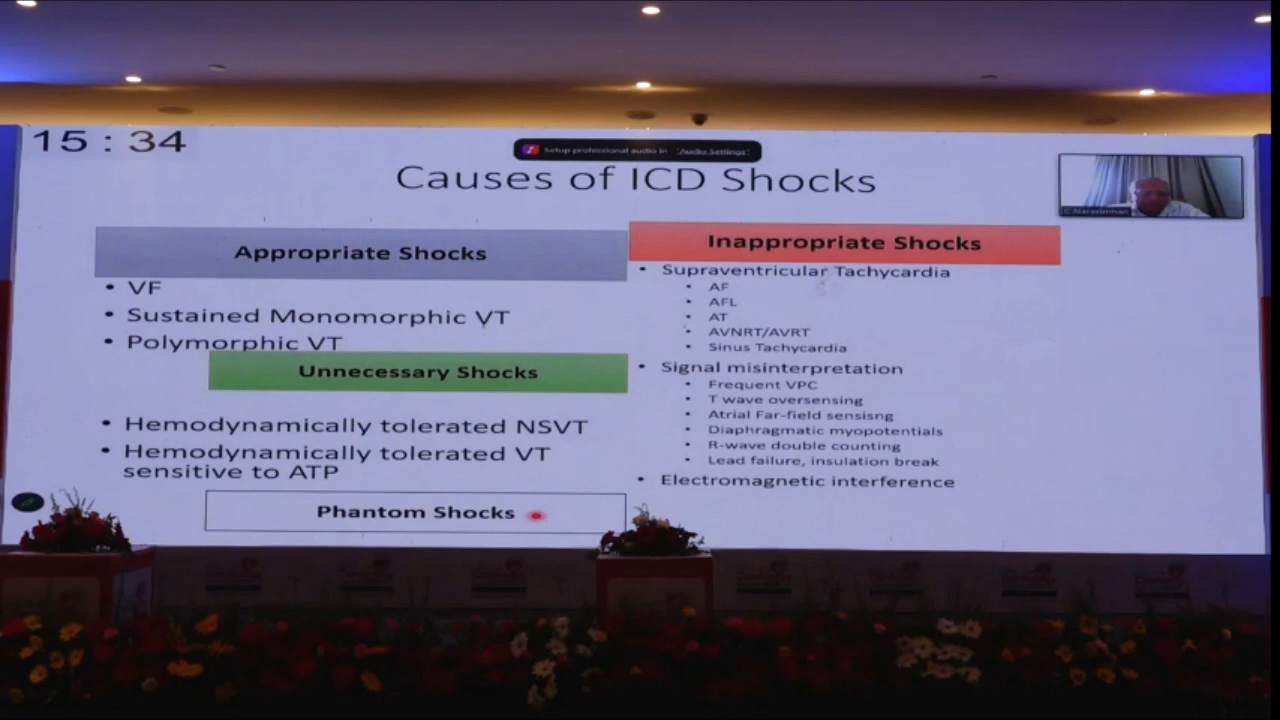 15 : 34
Setup professional audio in 'Audio Settings'
Causes of ICD Shocks
C Narasimhan
Appropriate Shocks
• VF
• Sustained Monomorphic VT
• Polymorphic VT
Unnecessary Shocks
• Hemodynamically tolerated NSVT
• Hemodynamically tolerated VT
sensitive to ATP
Phantom Shocks
Inappropriate Shocks
• Supraventricular Tachycardia
• AF
• AFL
• AT
• AVNRT/AVRT
• Sinus Tachycardia
• Signal misinterpretation
• Frequent VPC
• T wave oversensing
• Atrial Far-field sensisng
• Diaphragmatic myopotentials
• R-wave double counting
• Lead failure, insulation break
• Electromagnetic interference